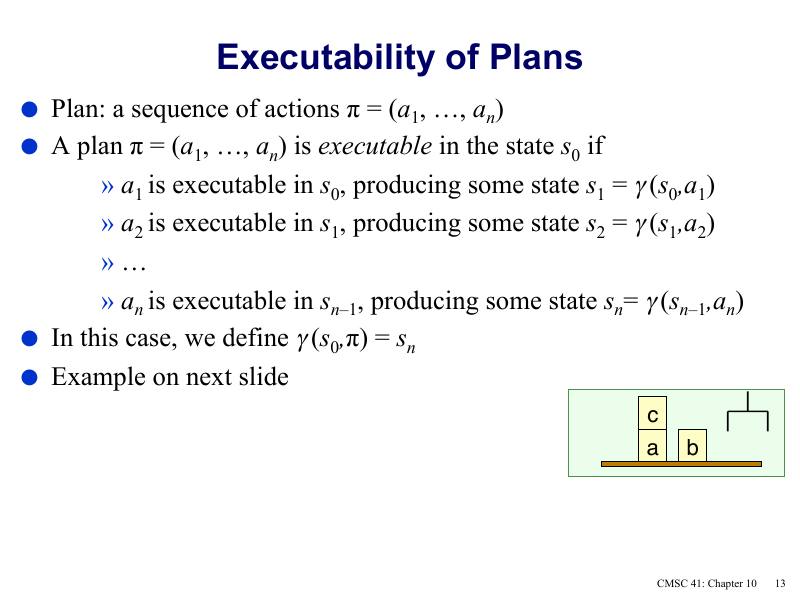 Executability of Plans
● Plan: a sequence of actions π = (a₁, …, aₙ)
● A plan π = (a₁, …, aₙ) is executable in the state s₀ if
» a₁ is executable in s₀, producing some state s₁ = γ (s₀,a₁)
» a₂ is executable in s₁, producing some state s₂ = γ (s₁,a₂)
» …
» aₙ is executable in sₙ₋₁, producing some state sₙ= γ (sₙ₋₁,aₙ)
● In this case, we define γ (s₀,π) = sₙ
● Example on next slide
c
a b
CMSC 41: Chapter 10 13